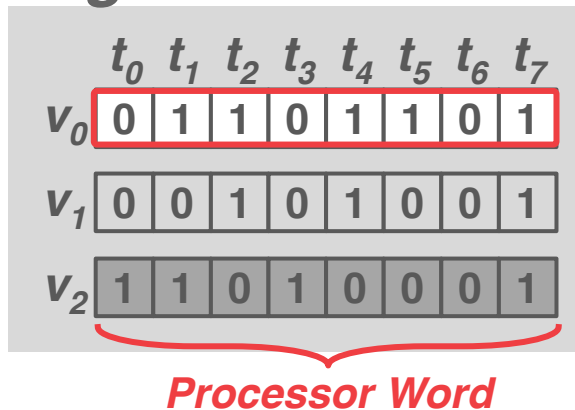 t0 t1 t2 t3 t4 t5 t6 t7
v0 0 1 1 0 1 1 0 1
v1 0 0 1 0 1 0 0 1
v2 1 1 0 1 0 0 0 1
Processor Word